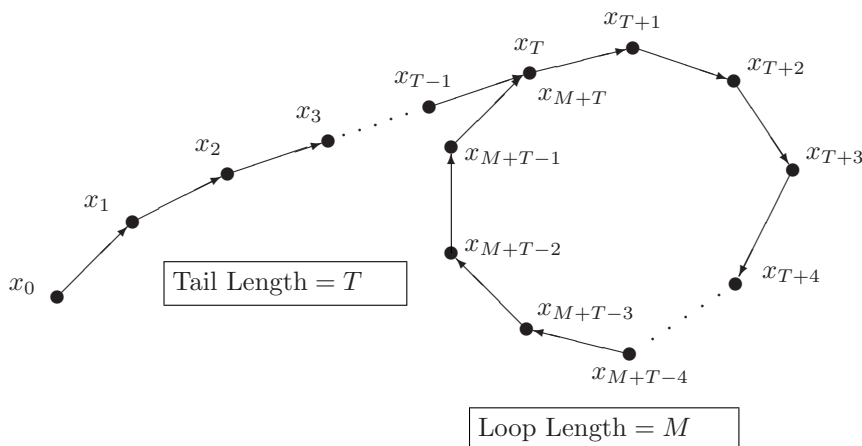 x_0
x_1
x_2
x_3
x_{T-1}
x_T
x_{M+T}
x_{T+1}
x_{T+2}
x_{T+3}
x_{T+4}
x_{M+T-4}
x_{M+T-3}
x_{M+T-2}
x_{M+T-1}
Tail Length = T
Loop Length = M